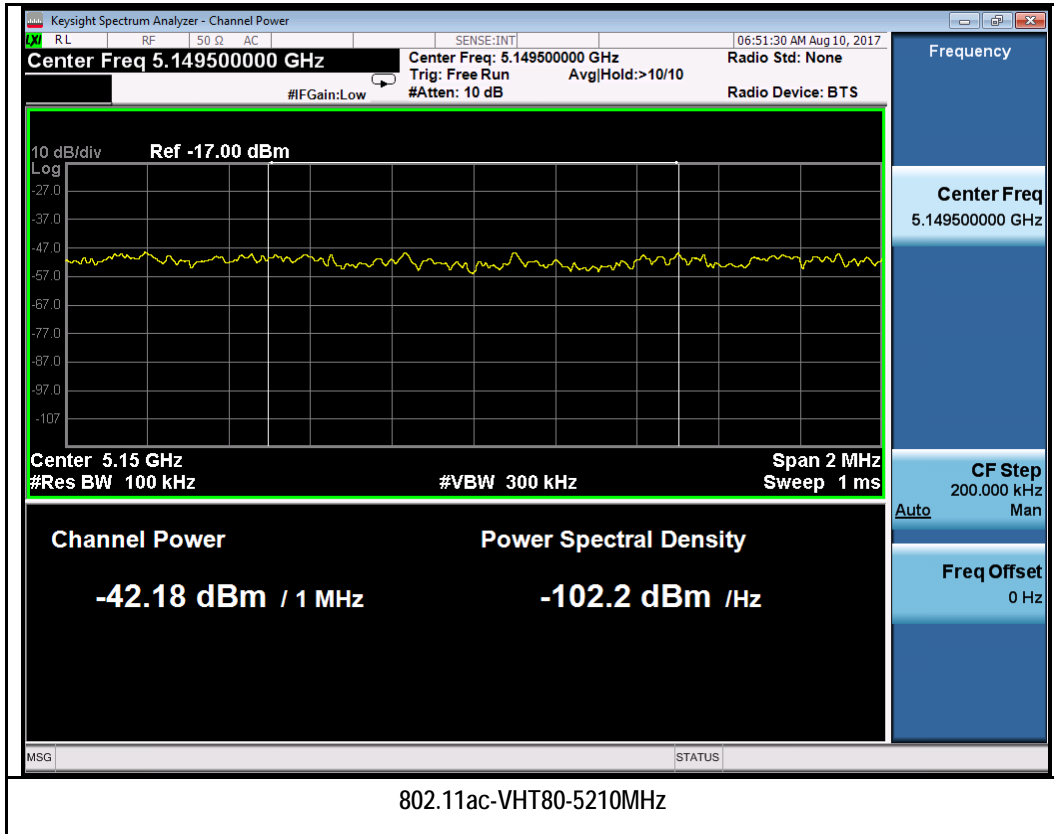 Keysight Spectrum Analyzer - Channel Power
LXI RL RF 50 Ω AC SENSE:INT 06:51:30 AM Aug 10, 2017
Center Freq 5.149500000 GHz
#IFGain:Low
Center Freq: 5.149500000 GHz
Trig: Free Run Avg|Hold:>10/10
#Atten: 10 dB
Radio Std: None
Radio Device: BTS
10 dB/div Ref -17.00 dBm
Log
-27.0
-37.0
-47.0
-57.0
-67.0
-77.0
-87.0
-97.0
-107
Center 5.15 GHz Span 2 MHz
#Res BW 100 kHz #VBW 300 kHz Sweep 1 ms
Channel Power Power Spectral Density
-42.18 dBm / 1 MHz -102.2 dBm /Hz
Frequency
Center Freq
5.149500000 GHz
CF Step
200.000 kHz
Auto Man
Freq Offset
0 Hz
MSG STATUS
802.11ac-VHT80-5210MHz